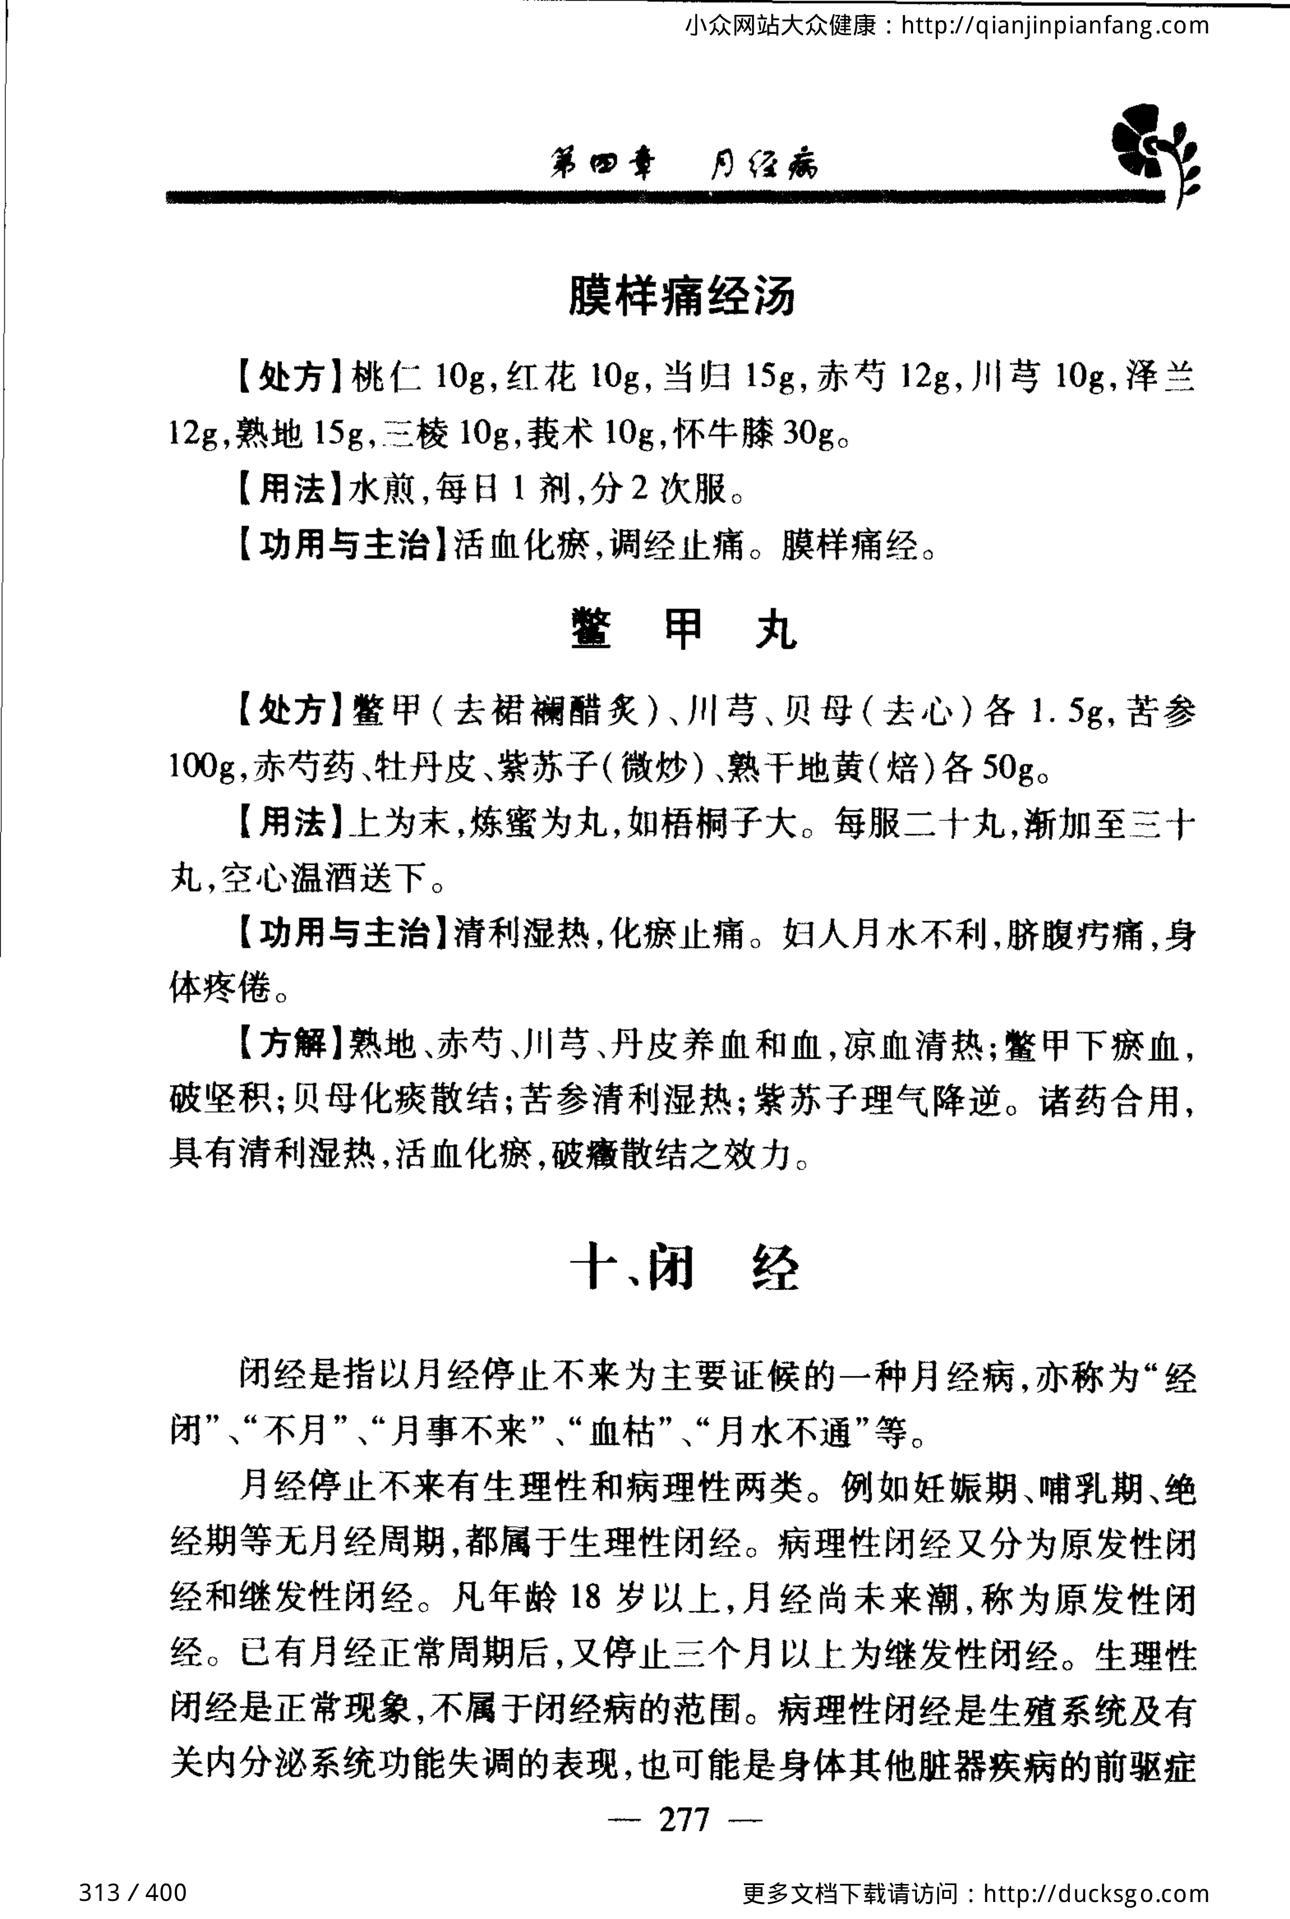 小众网站大众健康：http://qianjinpianfang.com
第四章 月经病
膜样痛经汤
【处方】桃仁 10g,红花 10g,当归 15g,赤芍 12g,川芎 10g,泽兰
12g,熟地 15g,三棱 10g,莪术 10g,怀牛膝 30g。
【用法】水煎,每日 1 剂,分 2 次服。
【功用与主治】活血化瘀,调经止痛。膜样痛经。
鳖 甲 丸
【处方】鳖甲(去裙襕醋炙)、川芎、贝母(去心)各 1.5g,苦参
100g,赤芍药、牡丹皮、紫苏子(微炒)、熟干地黄(焙)各 50g。
【用法】上为末,炼蜜为丸,如梧桐子大。每服二十丸,渐加至三十
丸,空心温酒送下。
【功用与主治】清利湿热,化瘀止痛。妇人月水不利,脐腹疞痛,身
体疼倦。
【方解】熟地、赤芍、川芎、丹皮养血和血,凉血清热;鳖甲下瘀血,
破坚积;贝母化痰散结;苦参清利湿热;紫苏子理气降逆。诸药合用,
具有清利湿热,活血化瘀,破癥散结之效力。
十、闭 经
闭经是指以月经停止不来为主要证候的一种月经病,亦称为“经
闭”、“不月”、“月事不来”、“血枯”、“月水不通”等。
月经停止不来有生理性和病理性两类。例如妊娠期、哺乳期、绝
经期等无月经周期,都属于生理性闭经。病理性闭经又分为原发性闭
经和继发性闭经。凡年龄 18 岁以上,月经尚未来潮,称为原发性闭
经。已有月经正常周期后,又停止三个月以上为继发性闭经。生理性
闭经是正常现象,不属于闭经病的范围。病理性闭经是生殖系统及有
关内分泌系统功能失调的表现,也可能是身体其他脏器疾病的前驱症
— 277 —
313 / 400
更多文档下载请访问：http://ducksgo.com